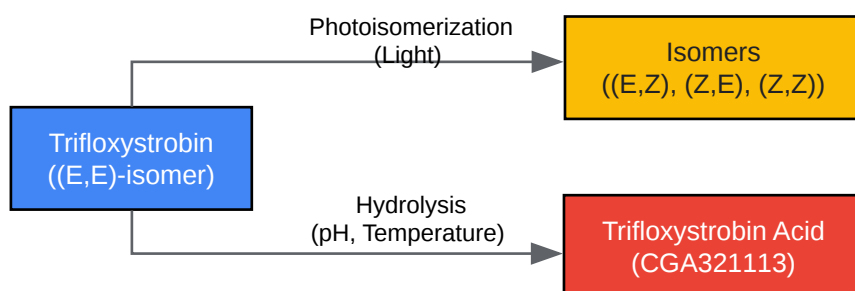 Photoisomerization
(Light)
Isomers
((E,Z), (Z,E), (Z,Z))
Trifloxystrobin
((E,E)-isomer)
Hydrolysis
(pH, Temperature)
Trifloxystrobin Acid
(CGA321113)